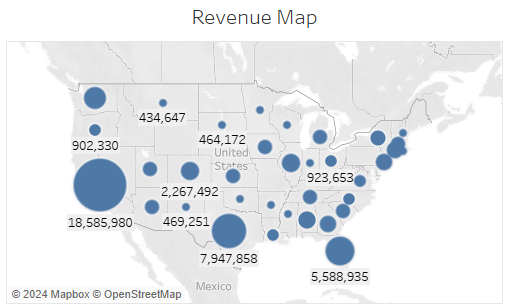 Revenue Map
434,647
902,330
464,172
United
States
923,653
2,267,492
18,585,980
469,251
7,947,858
5,588,935
Mexico
© 2024 Mapbox © OpenStreetMap